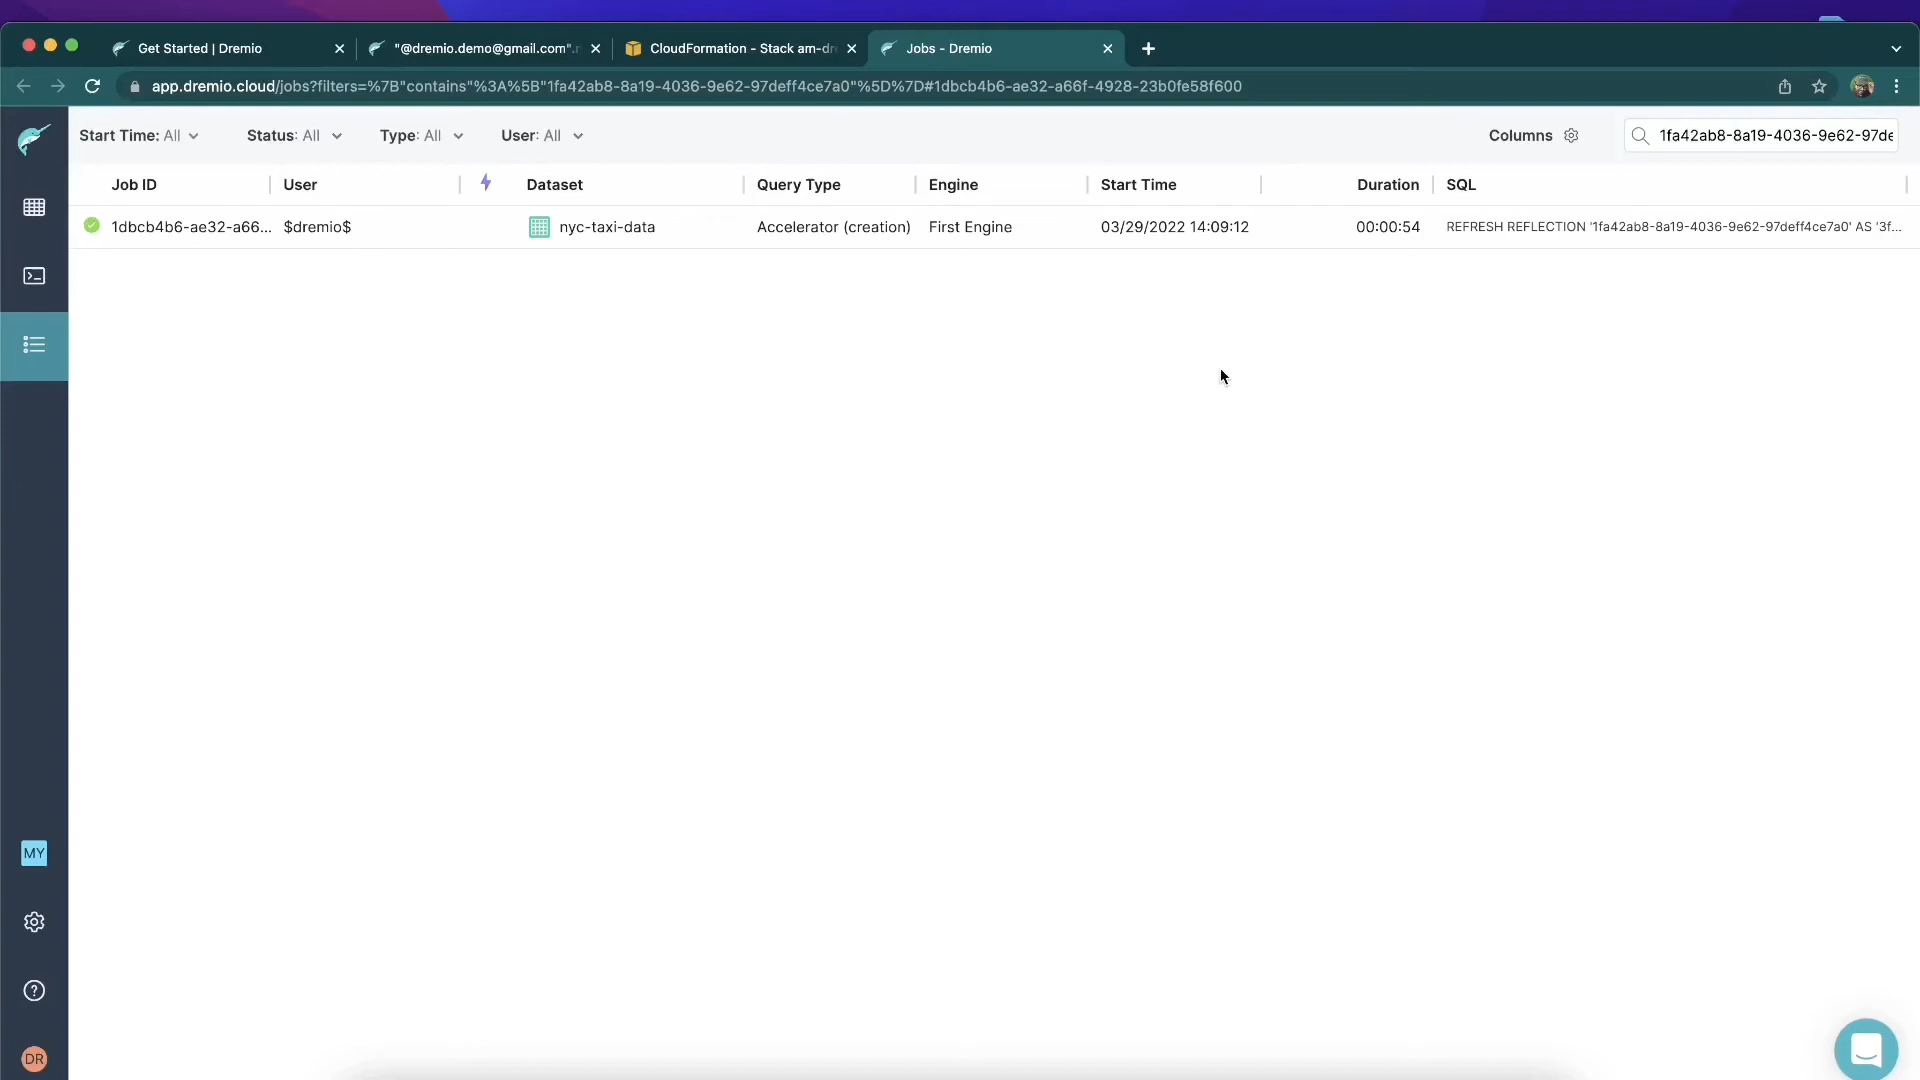 Get Started | Dremio
"@dremio.demo@gmail.com".
CloudFormation - Stack am-dr
Jobs - Dremio
app.dremio.cloud/jobs?filters=%7B"contains"%3A%5B"1fa42ab8-8a19-4036-9e62-97deff4ce7a0"%5D%7D#1dbcb4b6-ae32-a66f-4928-23b0fe58f600
Start Time: All
Status: All
Type: All
User: All
Columns
1fa42ab8-8a19-4036-9e62-97de
Job ID
User
Dataset
Query Type
Engine
Start Time
Duration
SQL
1dbcb4b6-ae32-a66...
$dremio$
nyc-taxi-data
Accelerator (creation)
First Engine
03/29/2022 14:09:12
00:00:54
REFRESH REFLECTION '1fa42ab8-8a19-4036-9e62-97deff4ce7a0' AS '3f...
MY
DR